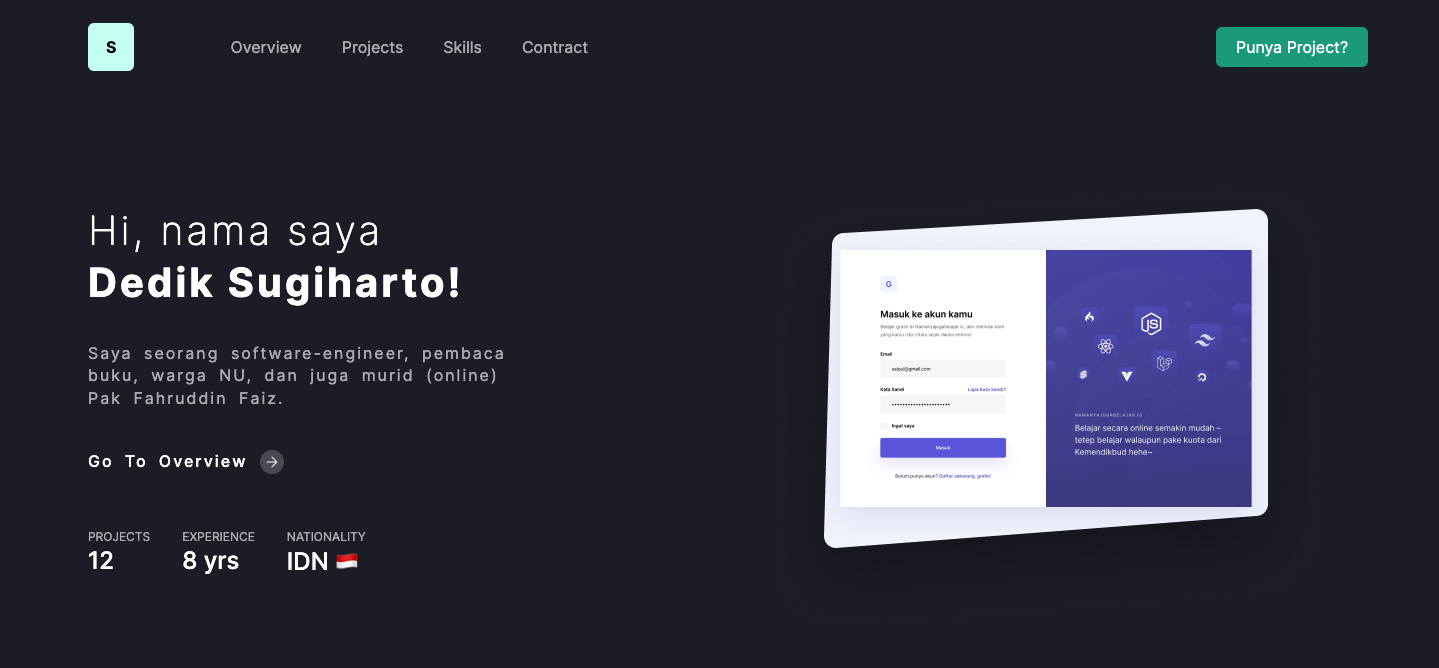 S
Overview
Projects
Skills
Contract
Punya Project?
Hi, nama saya
Dedik Sugiharto!
Saya seorang software-engineer, pembaca
buku, warga NU, dan juga murid (online)
Pak Fahruddin Faiz.
Go To Overview
PROJECTS
12
EXPERIENCE
8 yrs
NATIONALITY
IDN
G
Masuk ke akun kamu
Belajar gratis di Namanyajugabelajar.io, dan memulai karir
yang kamu cita-citata sejak dalam embrio!
Email
saipul@gmail.com
Kata Sandi
Lupa Kata Sandi?
Ingat saya
Masuk
Belum punya akun? Daftar sekarang, gratis!
JS
NAMANYAJUGABELAJAR.IO
Belajar secara online semakin mudah –
tetep belajar walaupun pake kuota dari
Kemendikbud hehe~